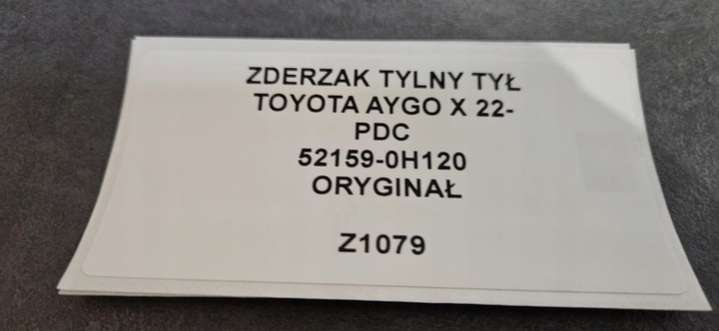 ZDERZAK TYLNY TYŁ
TOYOTA AYGO X 22-
PDC
52159-0H120
ORYGINAŁ
Z1079